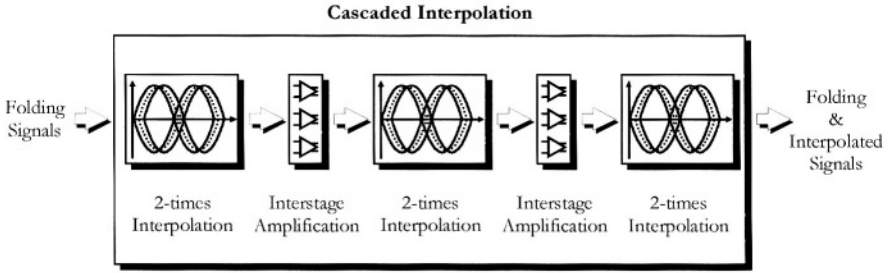 Cascaded Interpolation
Folding
Signals
2-times
Interpolation
Interstage
Amplification
2-times
Interpolation
Interstage
Amplification
2-times
Interpolation
Folding
&
Interpolated
Signals